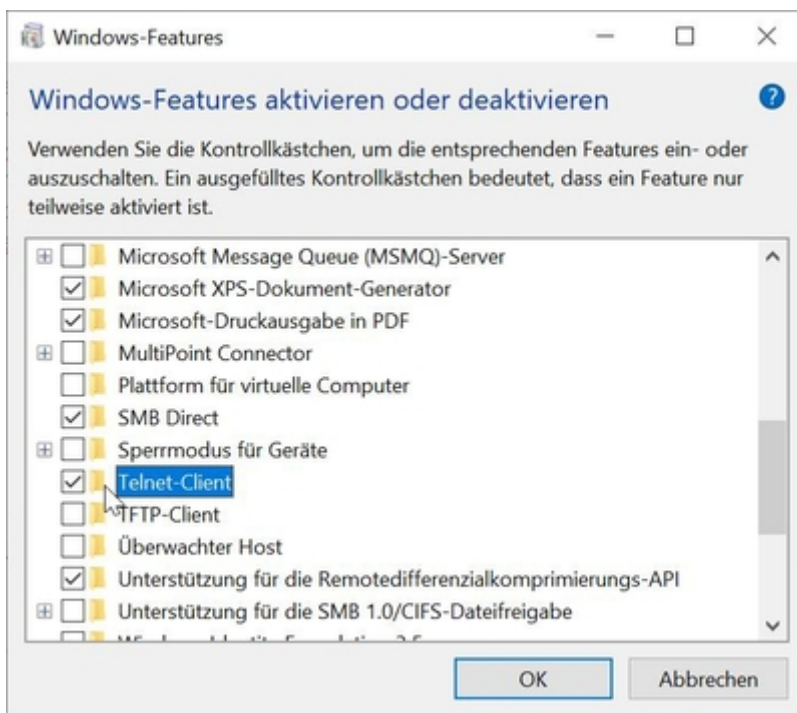 Windows-Features
Windows-Features aktivieren oder deaktivieren
Verwenden Sie die Kontrollkästchen, um die entsprechenden Features ein- oder
auszuschalten. Ein ausgefülltes Kontrollkästchen bedeutet, dass ein Feature nur
teilweise aktiviert ist.
Microsoft Message Queue (MSMQ)-Server
Microsoft XPS-Dokument-Generator
Microsoft-Druckausgabe in PDF
MultiPoint Connector
Plattform für virtuelle Computer
SMB Direct
Sperrmodus für Geräte
Telnet-Client
TFTP-Client
Überwachter Host
Unterstützung für die Remotedifferenzialkomprimierungs-API
Unterstützung für die SMB 1.0/CIFS-Dateifreigabe
OK
Abbrechen